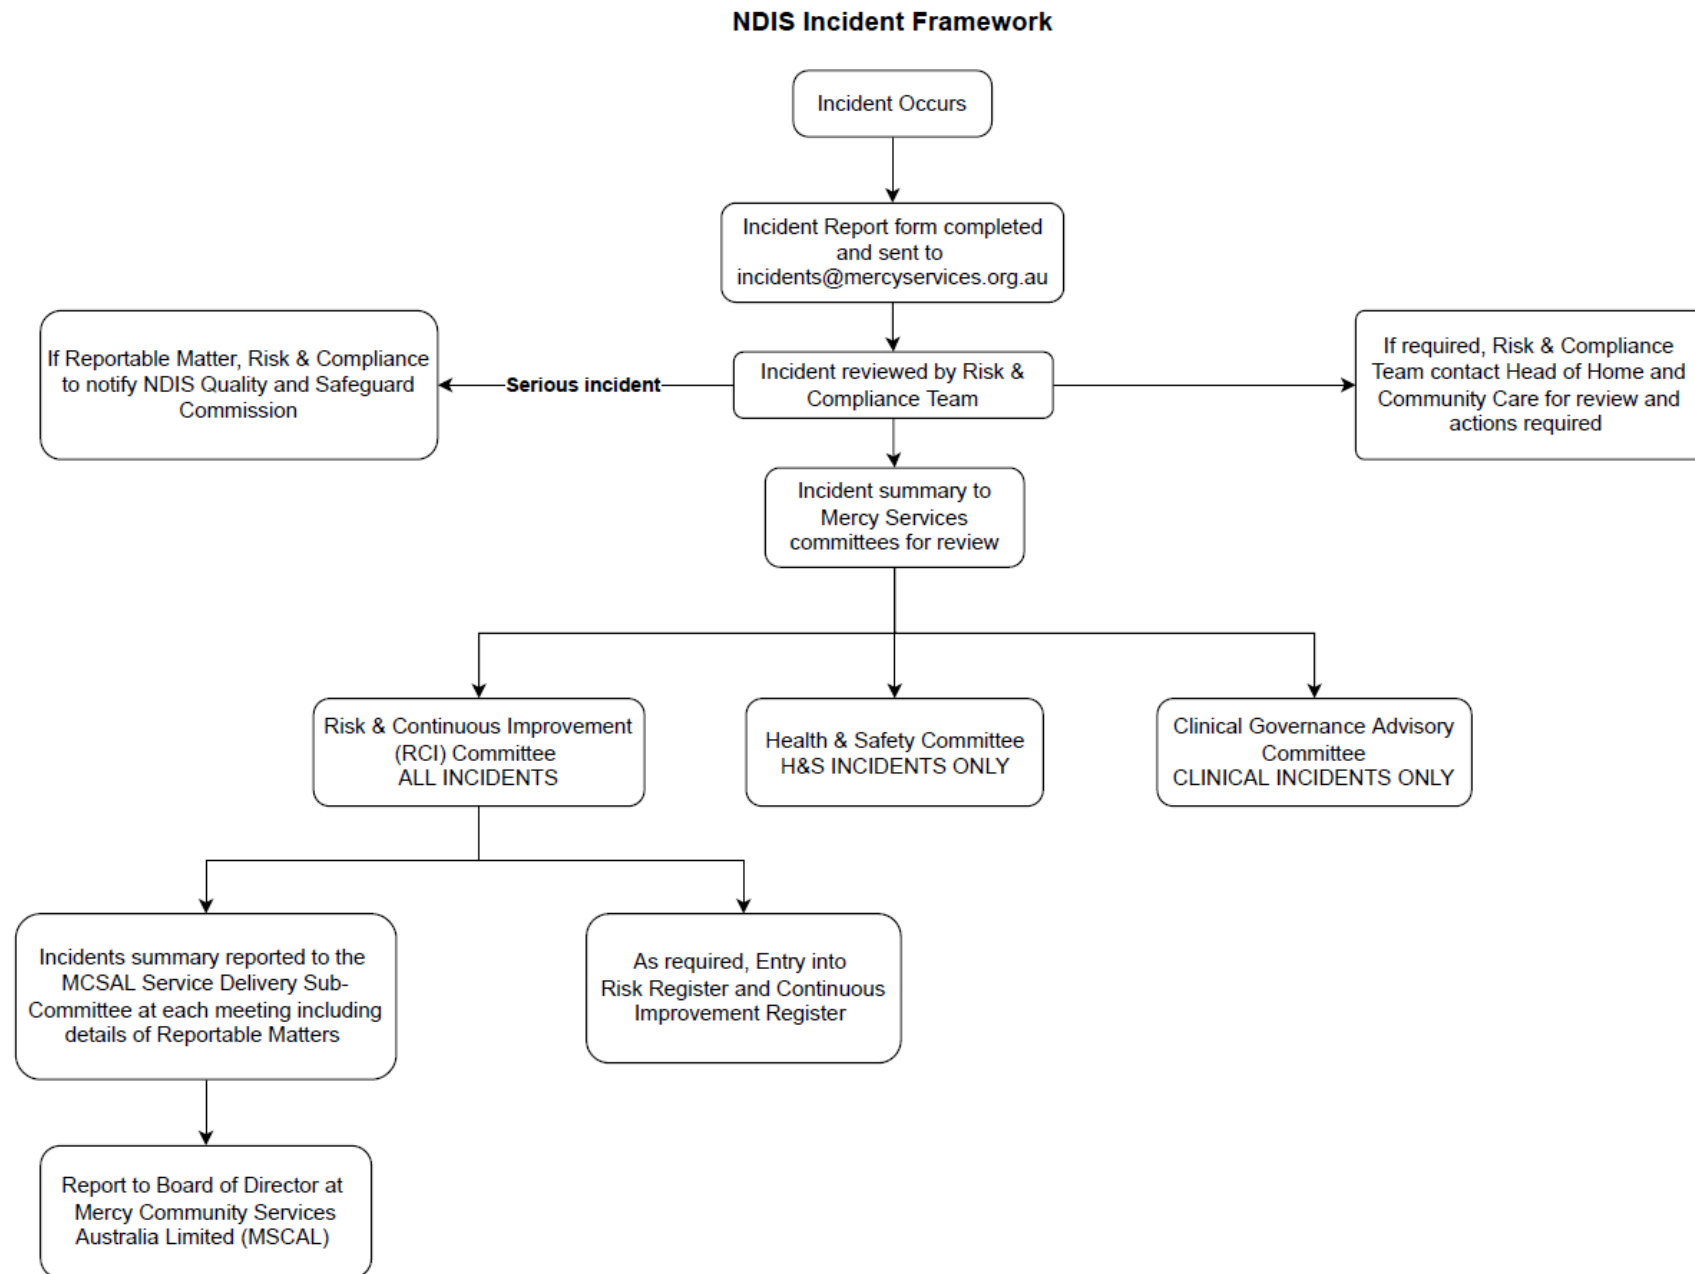 NDIS Incident Framework
Incident Occurs
Incident Report form completed
and sent to
incidents@mercyservices.org.au
If Reportable Matter, Risk & Compliance
to notify NDIS Quality and Safeguard
Commission
Serious incident
Incident reviewed by Risk &
Compliance Team
If required, Risk & Compliance
Team contact Head of Home and
Community Care for review and
actions required
Incident summary to
Mercy Services
committees for review
Risk & Continuous Improvement
(RCI) Committee
ALL INCIDENTS
Health & Safety Committee
H&S INCIDENTS ONLY
Clinical Governance Advisory
Committee
CLINICAL INCIDENTS ONLY
Incidents summary reported to the
MCSAL Service Delivery Sub-
Committee at each meeting including
details of Reportable Matters
As required, Entry into
Risk Register and Continuous
Improvement Register
Report to Board of Director at
Mercy Community Services
Australia Limited (MSCAL)